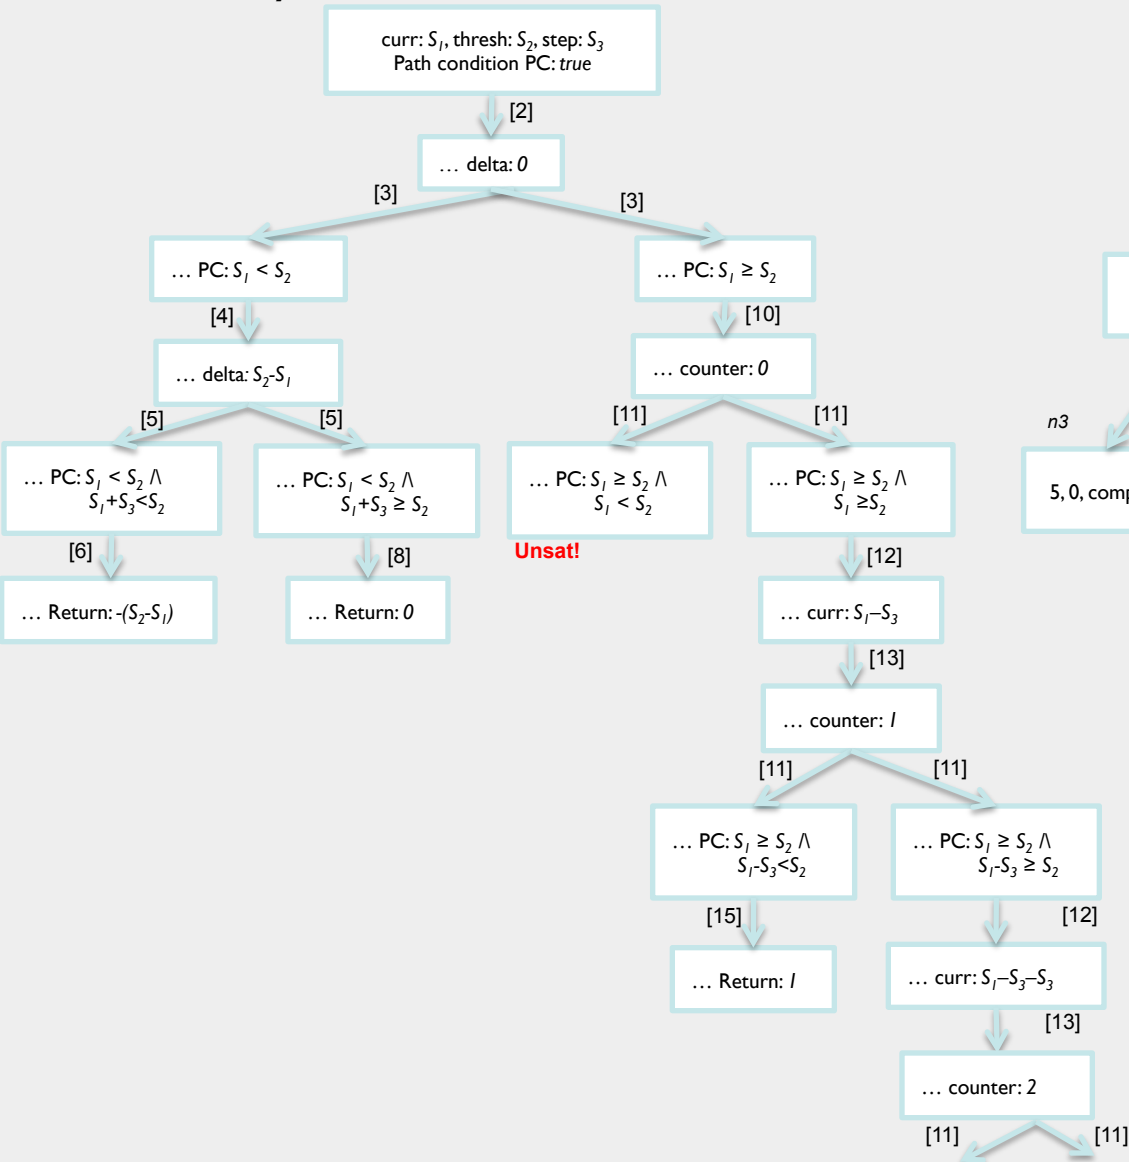 curr: S₁, thresh: S₂, step: S₃
Path condition PC: true
[2]
… delta: 0
[3]
[3]
… PC: S₁ < S₂
… PC: S₁ ≥ S₂
[4]
[10]
… delta: S₂-S₁
… counter: 0
[5]
[5]
[11]
[11]
n3
… PC: S₁ < S₂ /\
S₁+S₃<S₂
… PC: S₁ < S₂ /\
S₁+S₃ ≥ S₂
… PC: S₁ ≥ S₂ /\
S₁ < S₂
… PC: S₁ ≥ S₂ /\
S₁ ≥S₂
5, 0, comp
Unsat!
[6]
[8]
[12]
… Return: -(S₂-S₁)
… Return: 0
… curr: S₁–S₃
[13]
… counter: 1
[11]
[11]
… PC: S₁ ≥ S₂ /\
S₁-S₃<S₂
… PC: S₁ ≥ S₂ /\
S₁-S₃ ≥ S₂
[15]
[12]
… Return: 1
… curr: S₁–S₃–S₃
[13]
… counter: 2
[11]
[11]